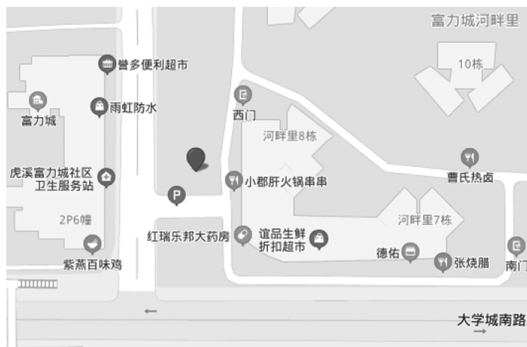 富力城河畔里
誉多便利超市
10栋
雨虹防水
富力城
西门
河畔里8栋
虎溪富力城社区
卫生服务站
小郡肝火锅串串
曹氏热卤
P
2P6幢
河畔里7栋
红瑞乐邦大药房
谊品生鲜
折扣超市
紫燕百味鸡
德佑
张烧腊
南门
大学城南路